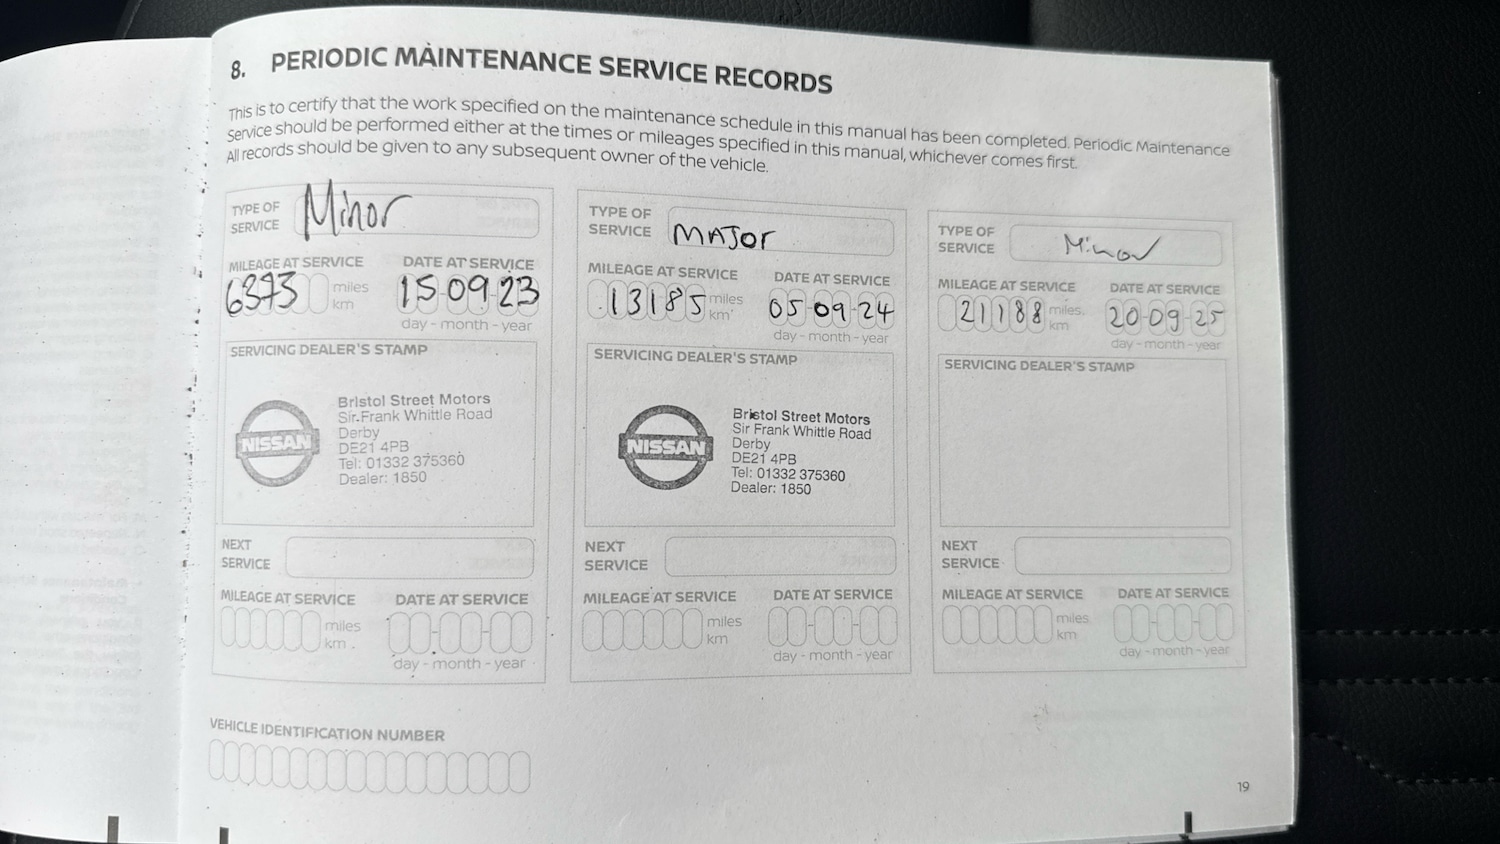 8. PERIODIC MAINTENANCE SERVICE RECORDS
This is to certify that the work specified on the maintenance schedule in this manual has been completed. Periodic Maintenance
Service should be performed either at the times or mileages specified in this manual, whichever comes first.
All records should be given to any subsequent owner of the vehicle.
TYPE OF
SERVICE
Minor
MILEAGE AT SERVICE
DATE AT SERVICE
6373
miles
km
15-09-23
day - month - year
SERVICING DEALER'S STAMP
NISSAN
Bristol Street Motors
Sir Frank Whittle Road
Derby
DE21 4PB
Tel: 01332 375360
Dealer: 1850
NEXT
SERVICE
MILEAGE AT SERVICE
DATE AT SERVICE
miles
km
day - month - year
TYPE OF
SERVICE
MAJOR
MILEAGE AT SERVICE
DATE AT SERVICE
13185
miles
km
05-09-24
day - month - year
SERVICING DEALER'S STAMP
NISSAN
Bristol Street Motors
Sir Frank Whittle Road
Derby
DE21 4PB
Tel: 01332 375360
Dealer: 1850
NEXT
SERVICE
MILEAGE AT SERVICE
DATE AT SERVICE
miles
km
day - month - year
TYPE OF
SERVICE
Minor
MILEAGE AT SERVICE
DATE AT SERVICE
21188
miles
km
20-09-25
day - month - year
SERVICING DEALER'S STAMP
NEXT
SERVICE
MILEAGE AT SERVICE
DATE AT SERVICE
miles
km
day - month - year
VEHICLE IDENTIFICATION NUMBER
19